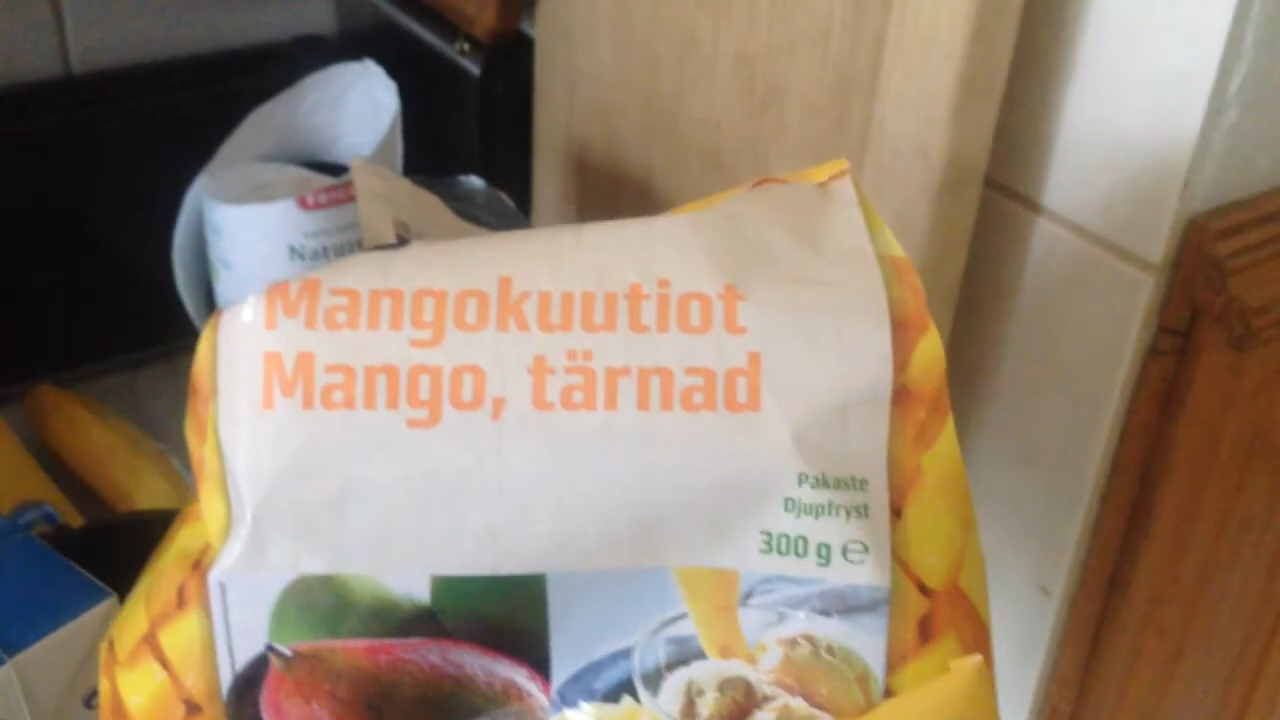 Mangokuutiot
Mango, tärnad
Pakaste
Djupfryst
300 g ℮